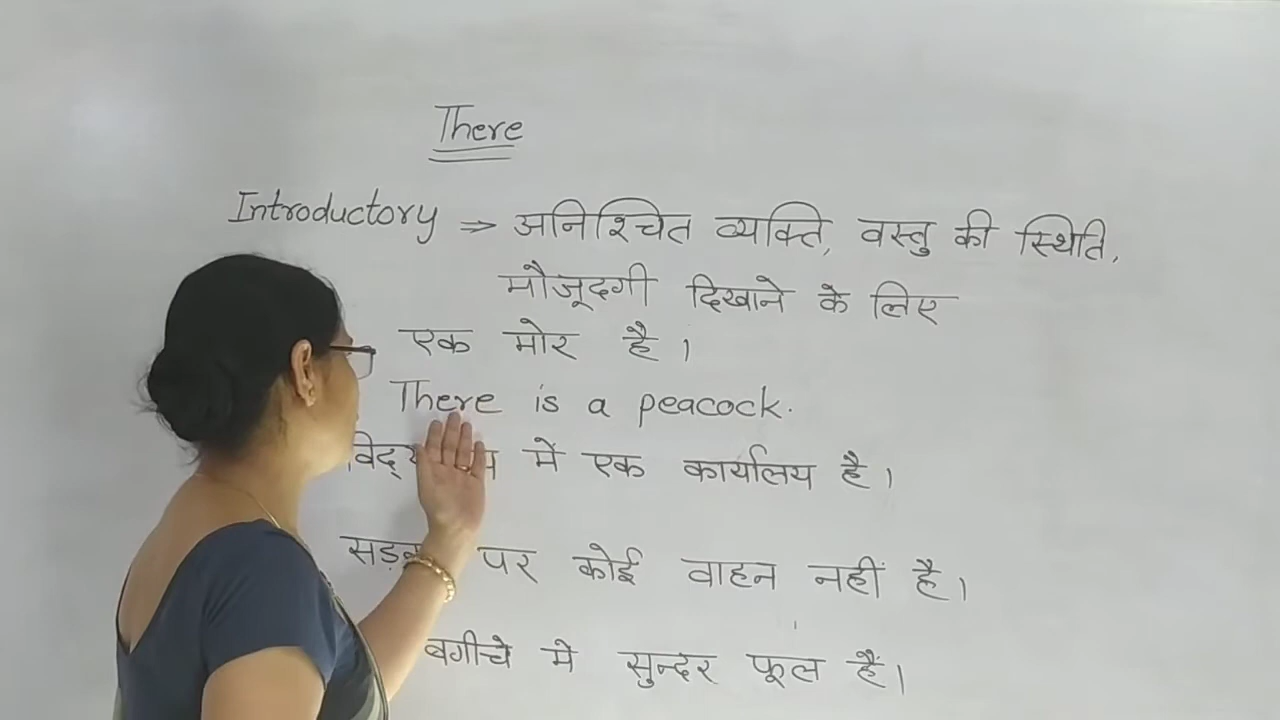 There
Introductory ⇒ अनिश्चित व्यक्ति, वस्तु की स्थिति,
मौजूदगी दिखाने के लिए
एक मोर है।
There is a peacock.
में एक कार्यालय है।
पर कोई वाहन नहीं है।
बगीचे में सुन्दर फूल हैं।